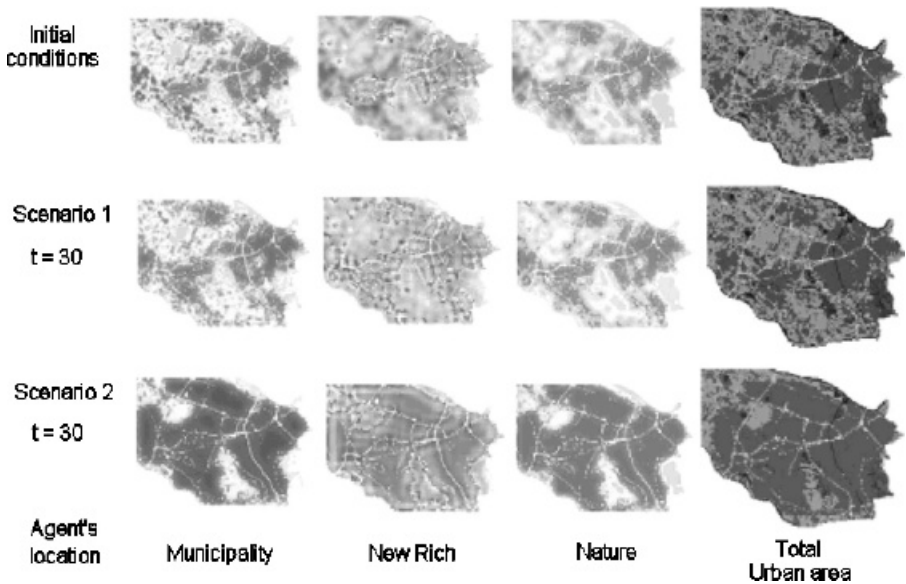 Initial
conditions
Scenario 1
t = 30
Scenario 2
t = 30
Agent's
location
Municipality
New Rich
Nature
Total
Urban area